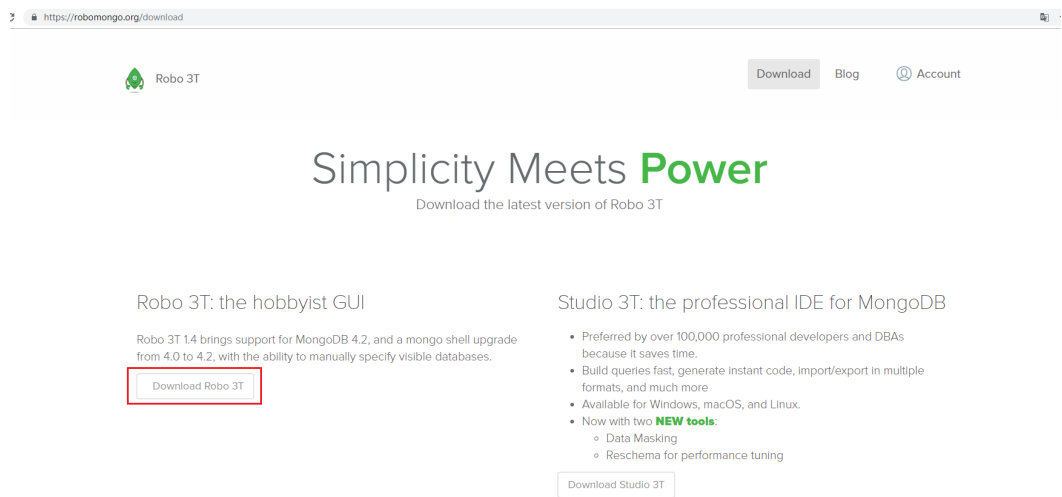 https://robomongo.org/download
Robo 3T
Download Blog Account
Simplicity Meets Power
Download the latest version of Robo 3T
Robo 3T: the hobbyist GUI
Robo 3T 1.4 brings support for MongoDB 4.2, and a mongo shell upgrade
from 4.0 to 4.2, with the ability to manually specify visible databases.
Download Robo 3T
Studio 3T: the professional IDE for MongoDB
• Preferred by over 100,000 professional developers and DBAs
because it saves time.
• Build queries fast, generate instant code, import/export in multiple
formats, and much more
• Available for Windows, macOS, and Linux.
• Now with two NEW tools:
◦ Data Masking
◦ Reschema for performance tuning
Download Studio 3T